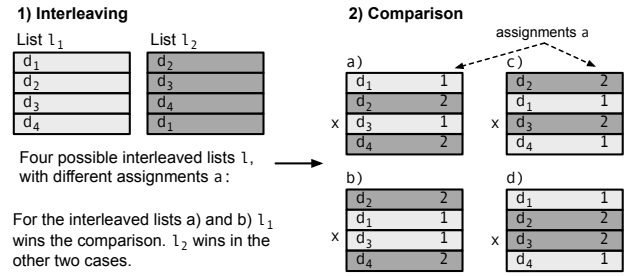 1) Interleaving
List l1
List l2
d1
d2
d3
d4
d2
d3
d4
d1
Four possible interleaved lists l,
with different assignments a:
For the interleaved lists a) and b) l1
wins the comparison. l2 wins in the
other two cases.
2) Comparison
assignments a
a)
d1 1
d2 2
x d3 1
d4 2
c)
d2 2
d1 1
x d3 2
d4 1
b)
d2 2
d1 1
x d3 1
d4 2
d)
d1 1
d2 2
x d3 2
d4 1